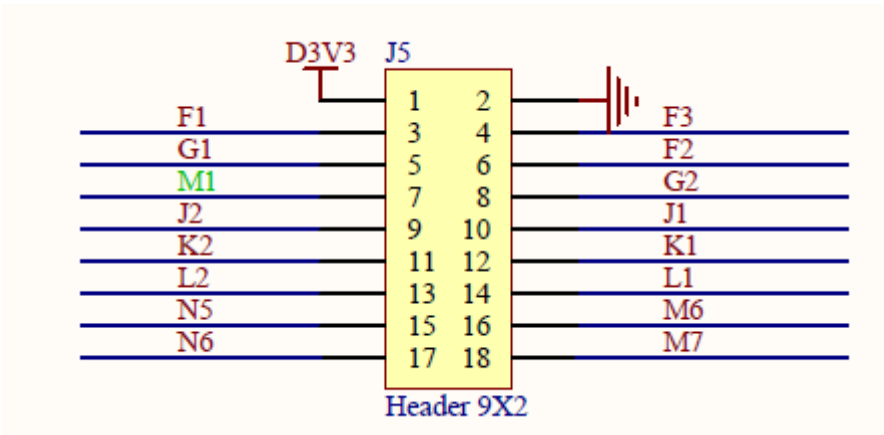 D3V3 J5
1 2
F1 3 4 F3
G1 5 6 F2
M1 7 8 G2
J2 9 10 J1
K2 11 12 K1
L2 13 14 L1
N5 15 16 M6
N6 17 18 M7
Header 9X2